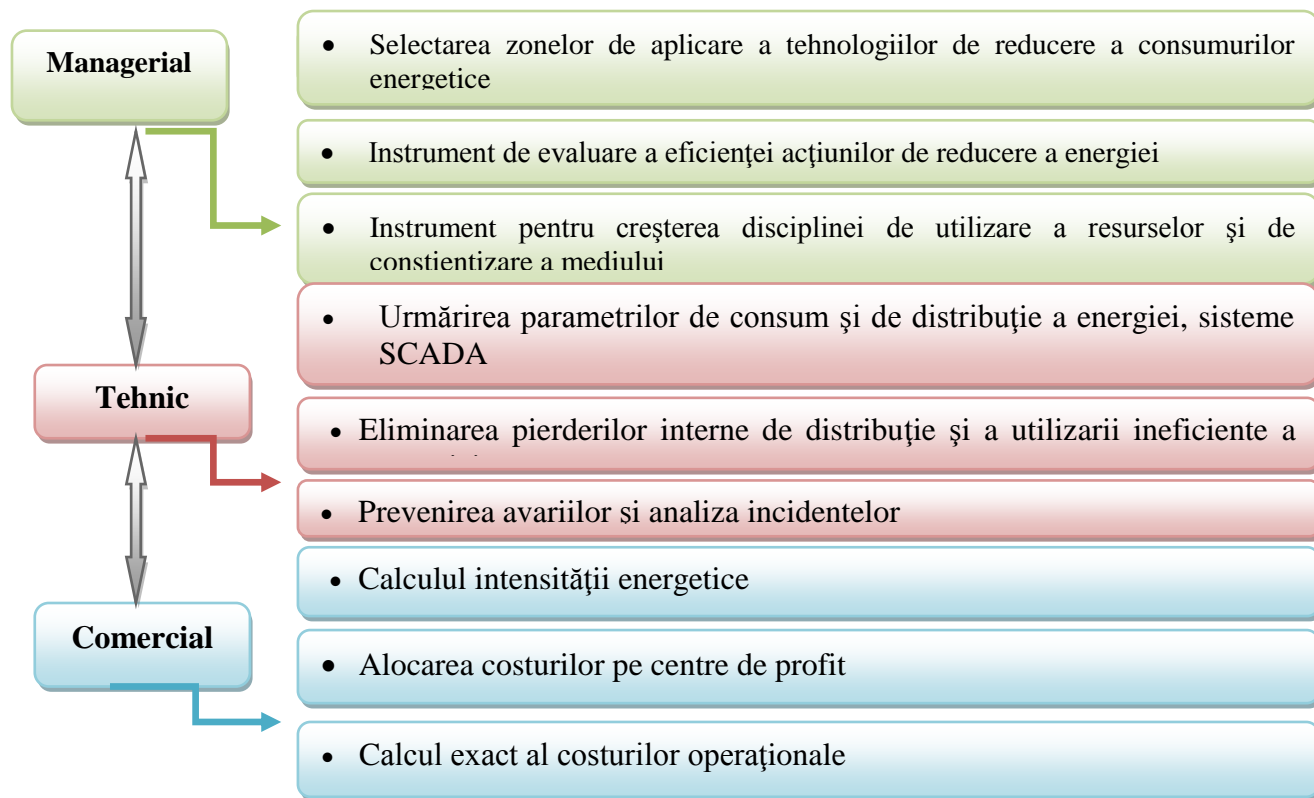 Managerial
• Selectarea zonelor de aplicare a tehnologiilor de reducere a consumurilor
energetice
• Instrument de evaluare a eficienţei acţiunilor de reducere a energiei
• Instrument pentru creşterea disciplinei de utilizare a resurselor şi de
constientizare a mediului
Tehnic
• Urmărirea parametrilor de consum şi de distribuţie a energiei, sisteme
SCADA
• Eliminarea pierderilor interne de distribuţie şi a utilizarii ineficiente a
• Prevenirea avariilor si analiza incidentelor
Comercial
• Calculul intensităţii energetice
• Alocarea costurilor pe centre de profit
• Calcul exact al costurilor operaţionale